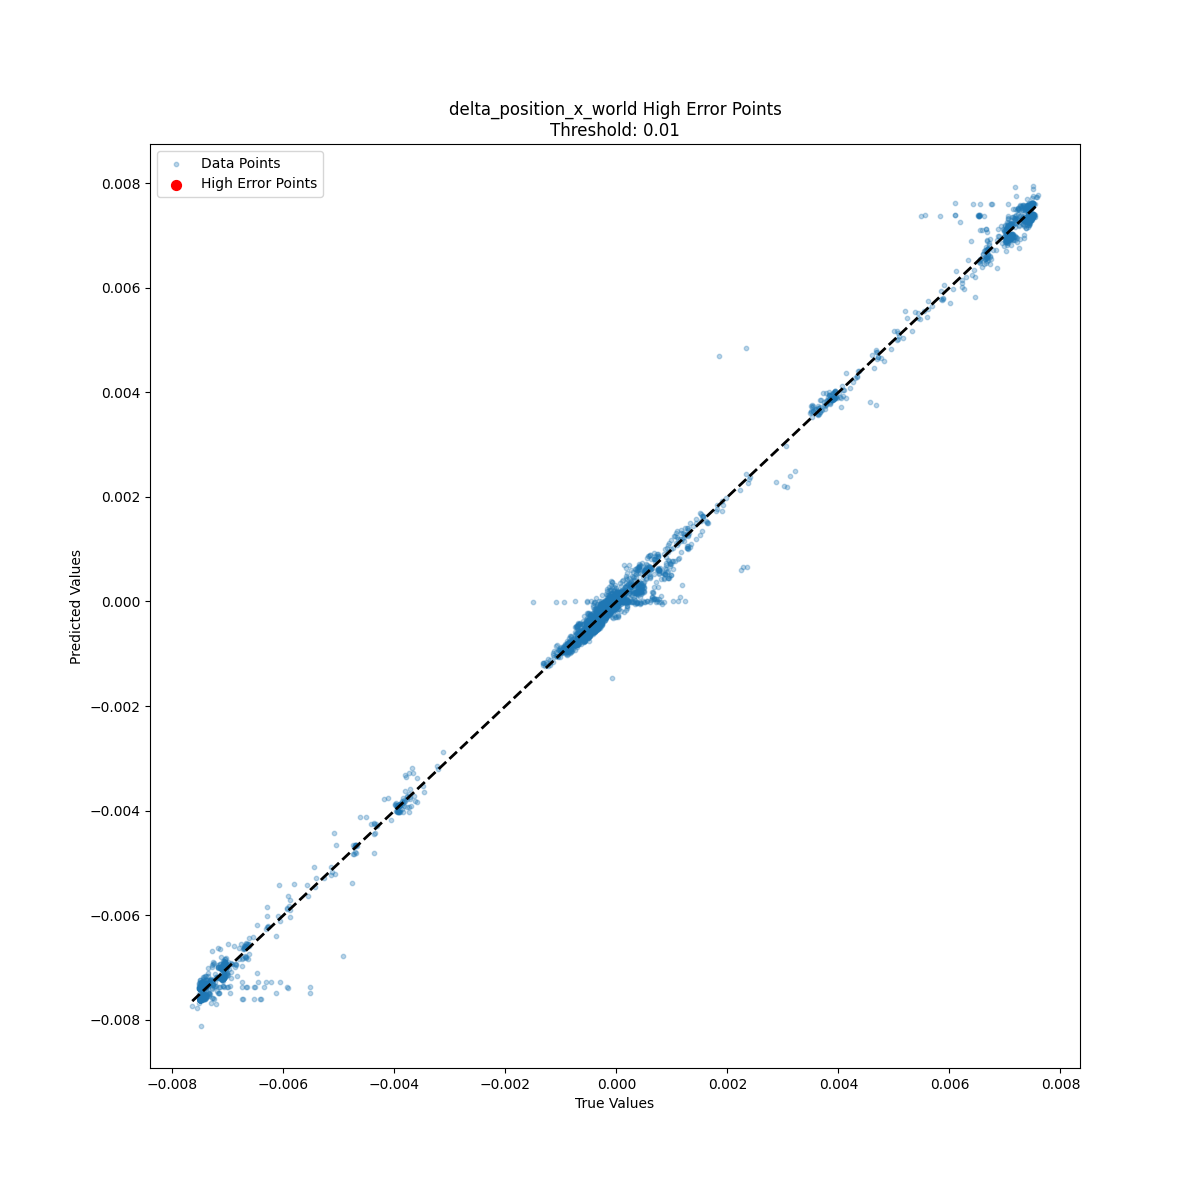 delta_position_x_world High Error Points
Threshold: 0.01
Data Points
High Error Points
0.008
0.006
0.004
0.002
0.000
−0.002
−0.004
−0.006
−0.008
Predicted Values
−0.008 −0.006 −0.004 −0.002 0.000 0.002 0.004 0.006 0.008
True Values